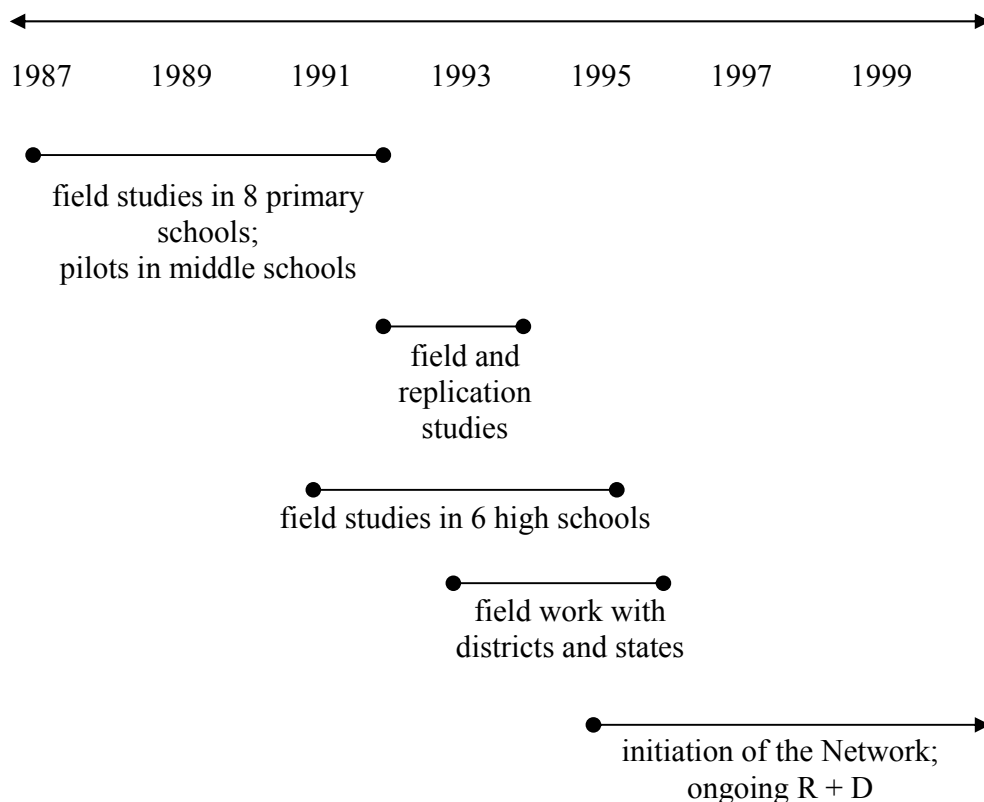 1987 1989 1991 1993 1995 1997 1999
field studies in 8 primary
schools;
pilots in middle schools
field and
replication
studies
field studies in 6 high schools
field work with
districts and states
initiation of the Network;
ongoing R + D